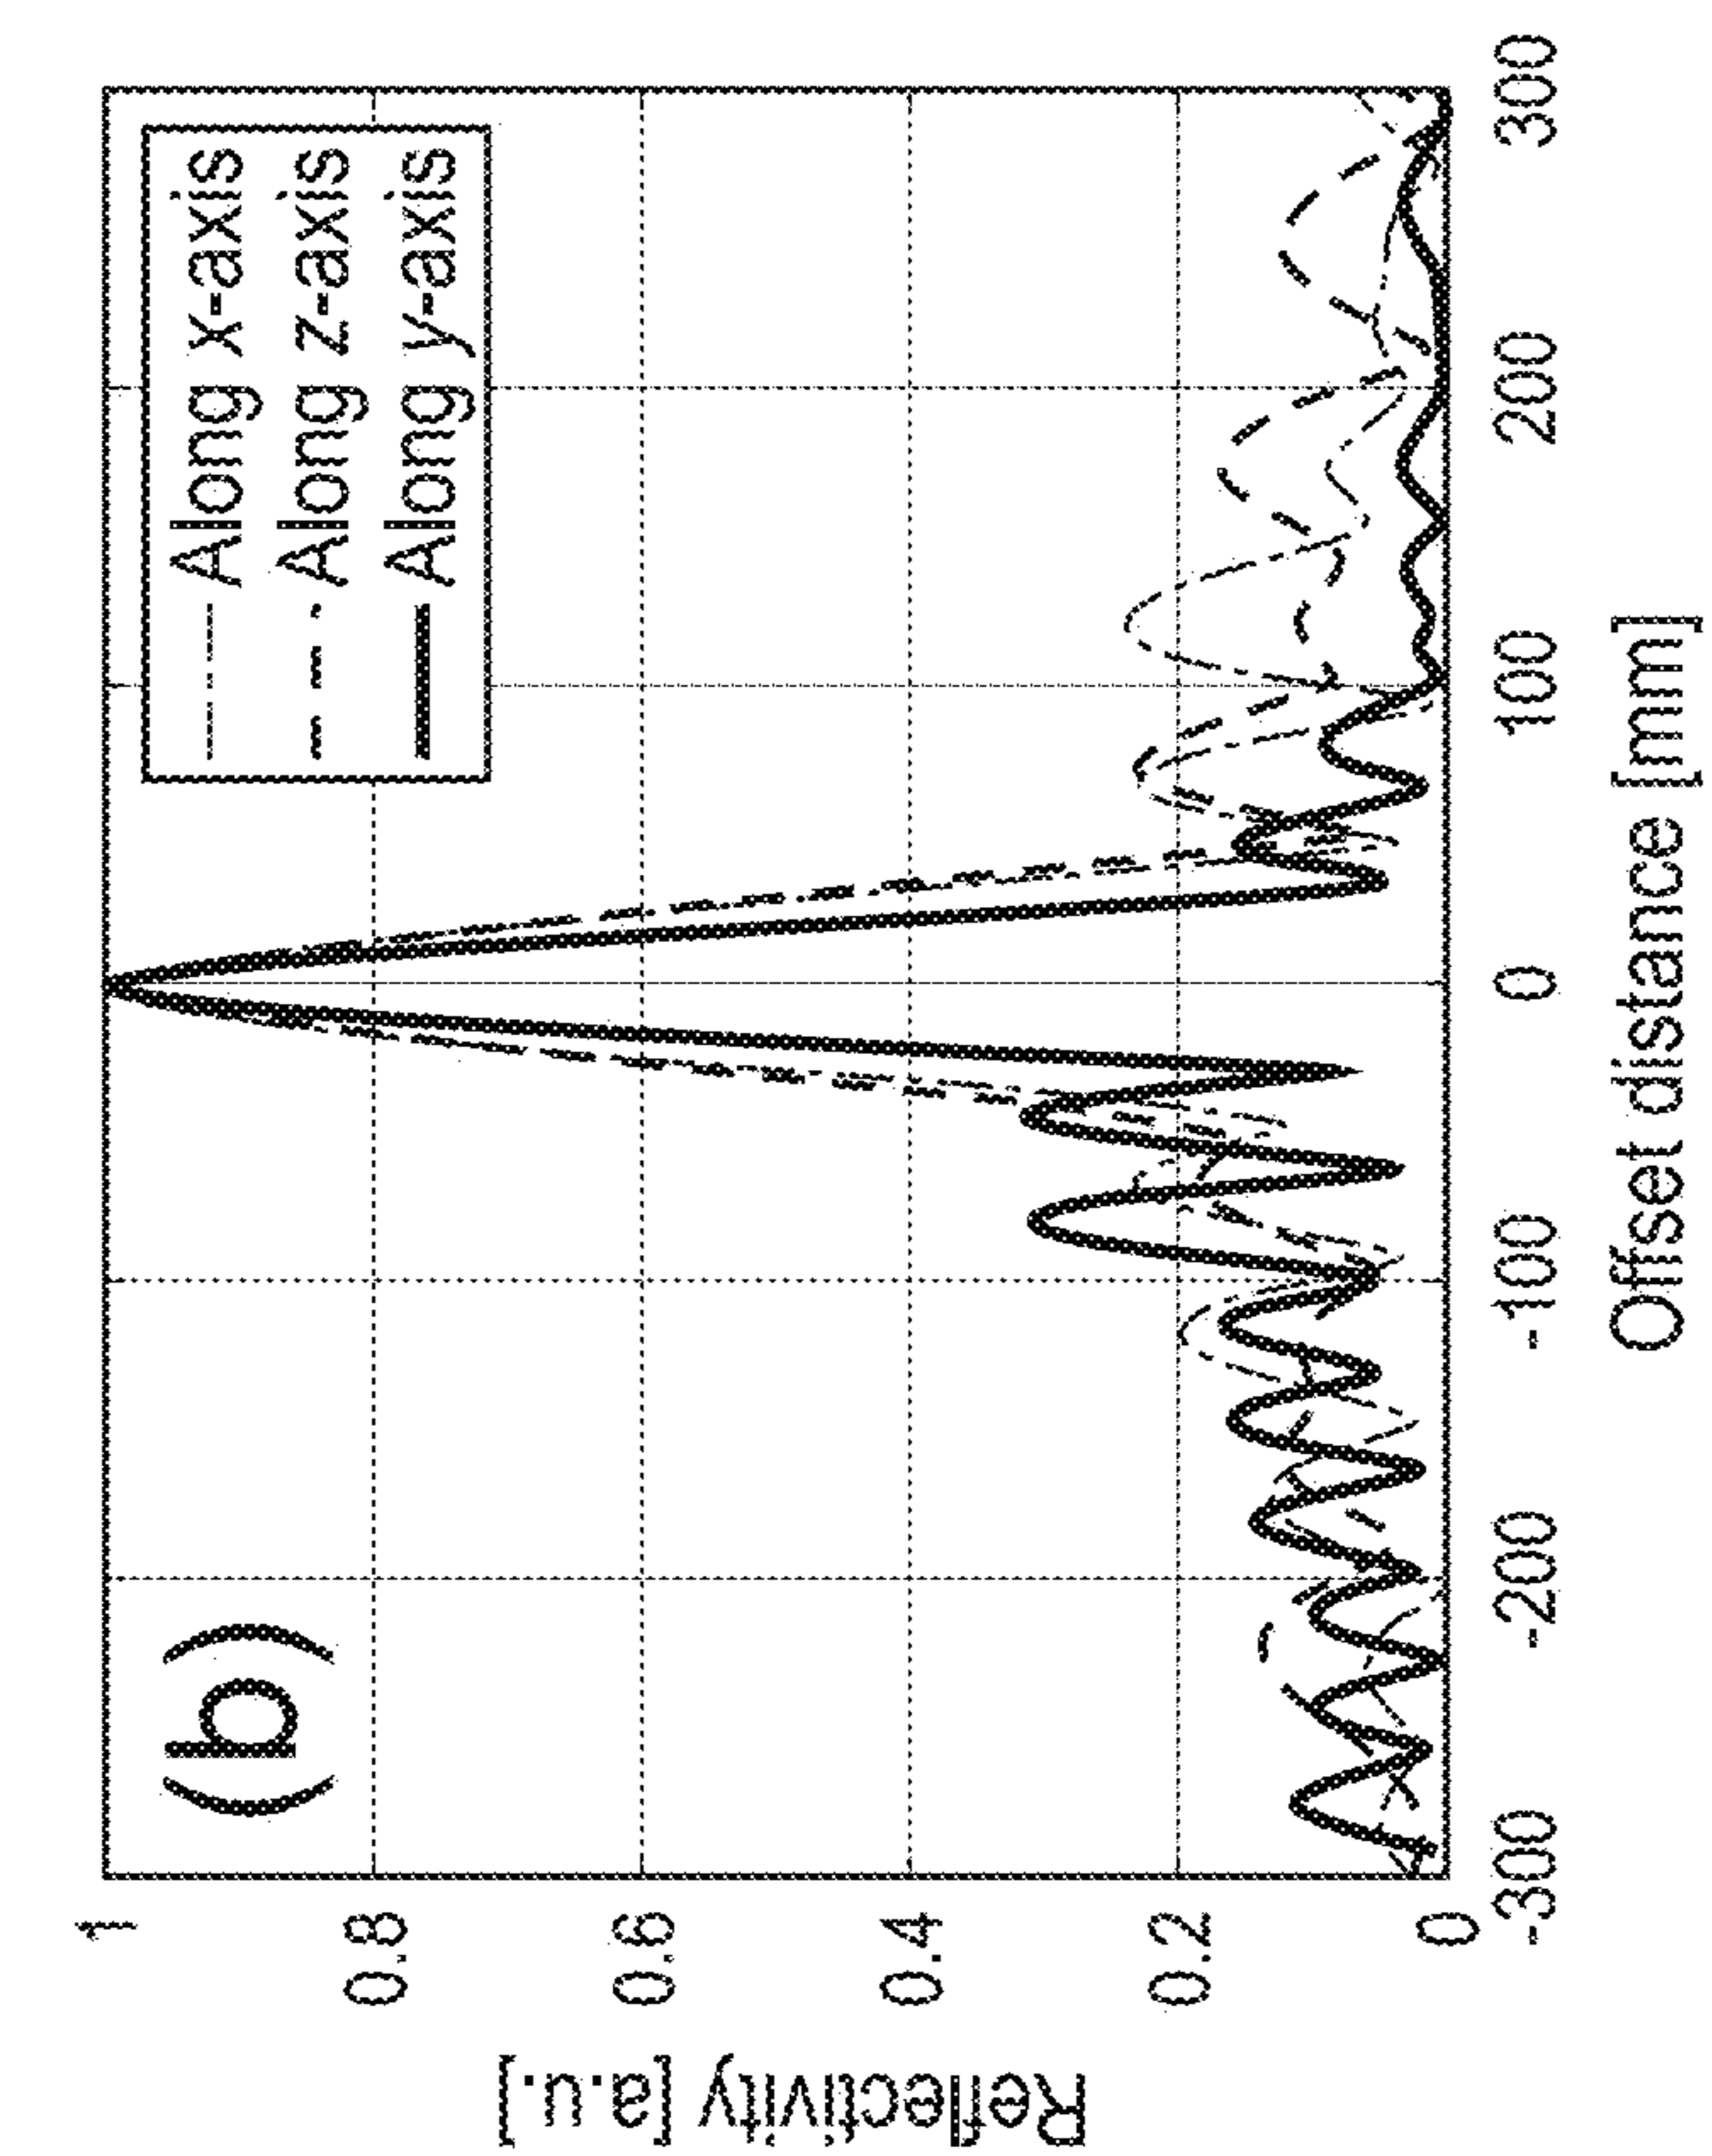 (b)
Along x-axis
Along z-axis
Along y-axis
Reflectivity [a.u.]
1
0.8
0.6
0.4
0.2
0
-300
-200
-100
0
100
200
300
Offset distance [mm]